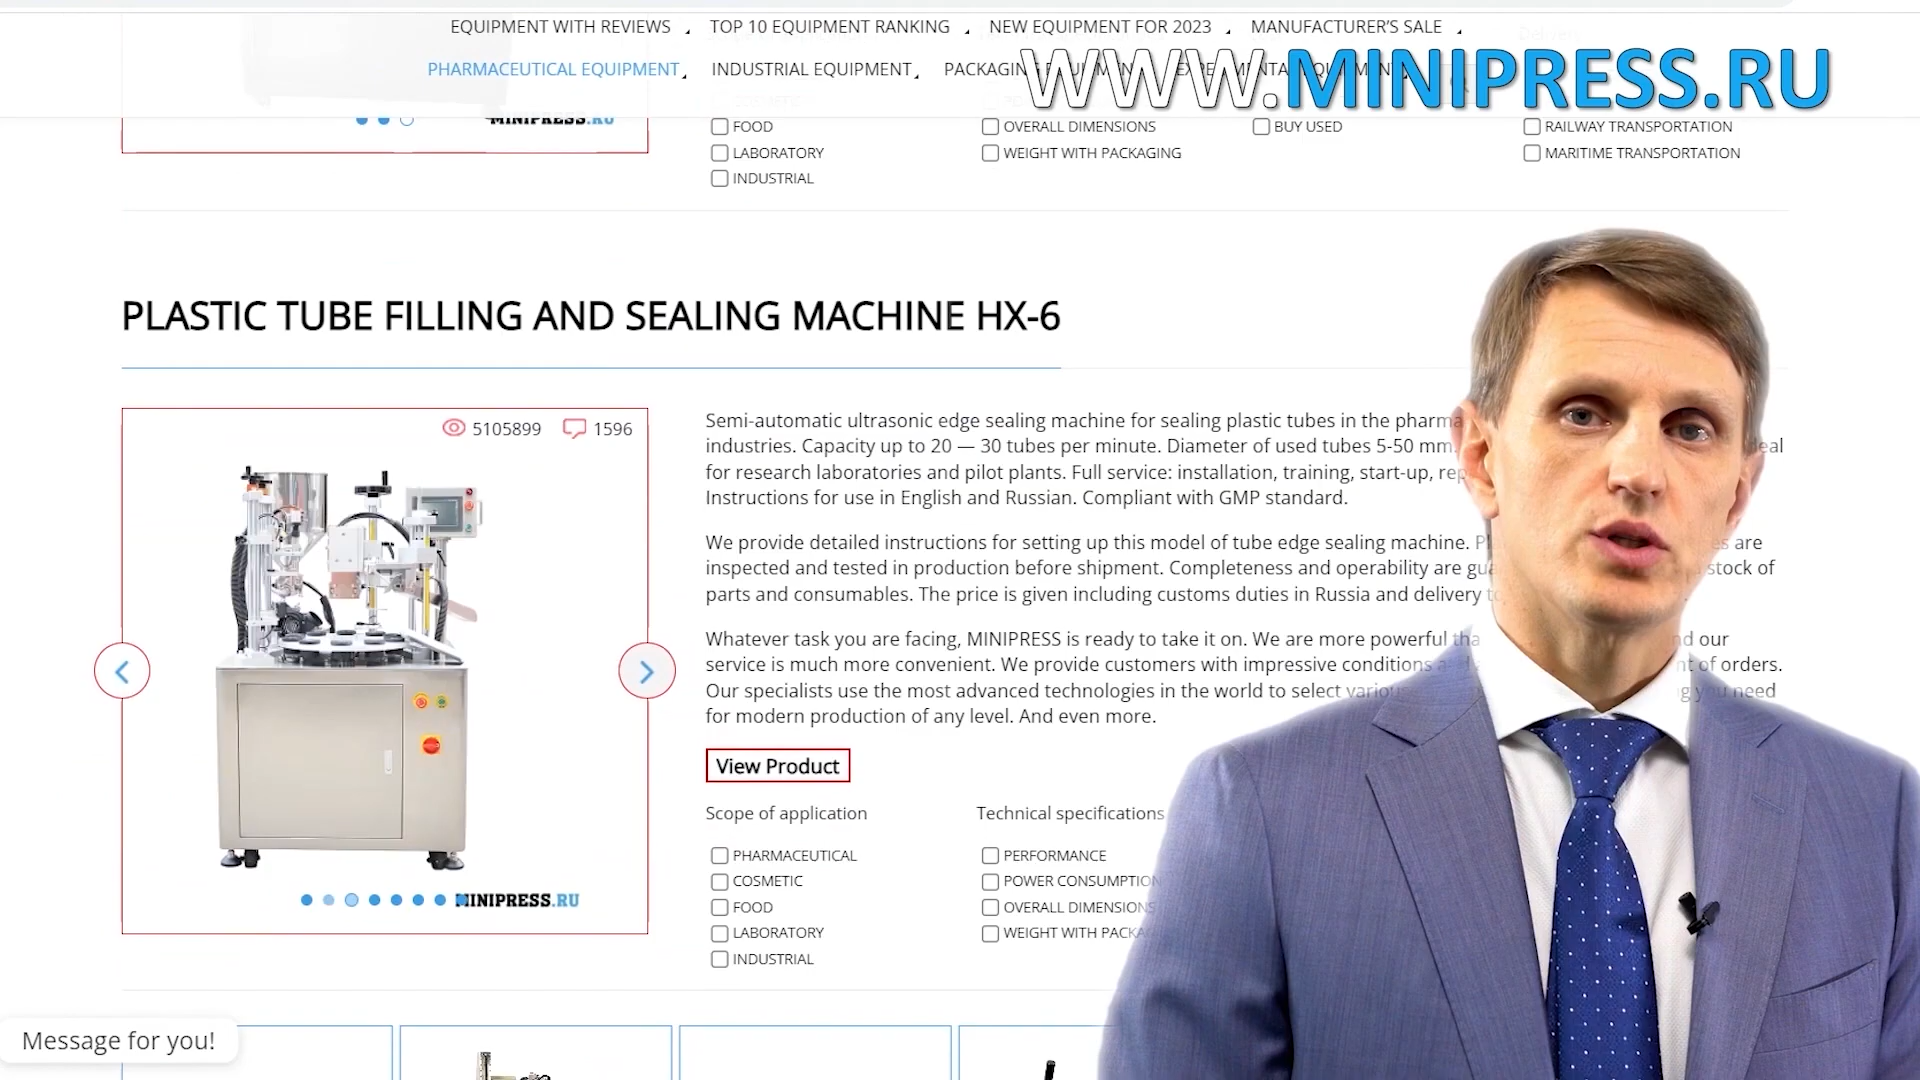 EQUIPMENT WITH REVIEWS TOP 10 EQUIPMENT RANKING NEW EQUIPMENT FOR 2023 MANUFACTURER'S SALE
PHARMACEUTICAL EQUIPMENT INDUSTRIAL EQUIPMENT
WWW.MINIPRESS.RU
MINIPRESS.RU
FOOD OVERALL DIMENSIONS BUY USED RAILWAY TRANSPORTATION
LABORATORY WEIGHT WITH PACKAGING MARITIME TRANSPORTATION
INDUSTRIAL
PLASTIC TUBE FILLING AND SEALING MACHINE HX-6
5105899 1596
Semi-automatic ultrasonic edge sealing machine for sealing plastic tubes in the
industries. Capacity up to 20 — 30 tubes per minute. Diameter of used tubes 5-50 mm.
for research laboratories and pilot plants. Full service: installation, training, start-up,
Instructions for use in English and Russian. Compliant with GMP standard.
We provide detailed instructions for setting up this model of tube edge sealing machine. are
inspected and tested in production before shipment. Completeness and operability are stock of
parts and consumables. The price is given including customs duties in Russia and delivery
Whatever task you are facing, MINIPRESS is ready to take it on. We are more powerful our
service is much more convenient. We provide customers with impressive conditions of orders.
Our specialists use the most advanced technologies in the world to select you need
for modern production of any level. And even more.
View Product
Scope of application Technical specifications
PHARMACEUTICAL PERFORMANCE
COSMETIC POWER CONSUMPTION
FOOD OVERALL DIMENSIONS
LABORATORY WEIGHT WITH
INDUSTRIAL
MINIPRESS.RU
Message for you!